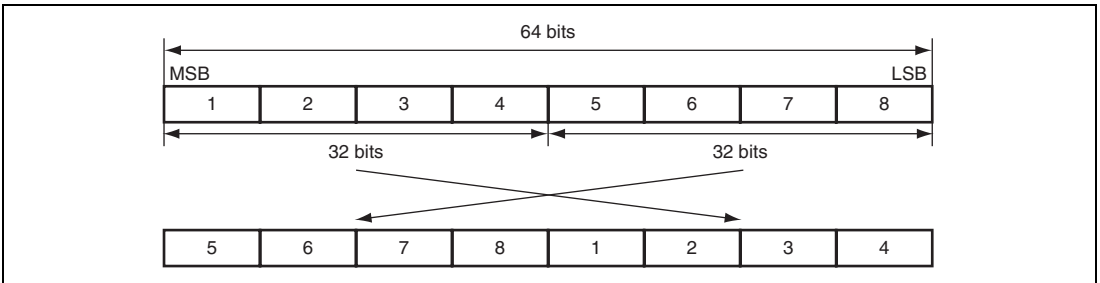 64 bits
MSB LSB
1 2 3 4 5 6 7 8
32 bits 32 bits
5 6 7 8 1 2 3 4